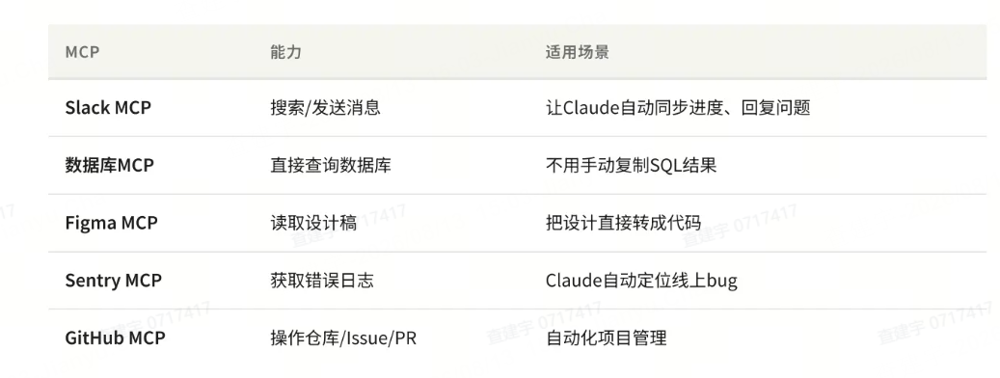 MCP 能力 适用场景
Slack MCP 搜索/发送消息 让Claude自动同步进度、回复问题
数据库MCP 直接查询数据库 不用手动复制SQL结果
Figma MCP 读取设计稿 把设计直接转成代码
Sentry MCP 获取错误日志 Claude自动定位线上bug
GitHub MCP 操作仓库/Issue/PR 自动化项目管理